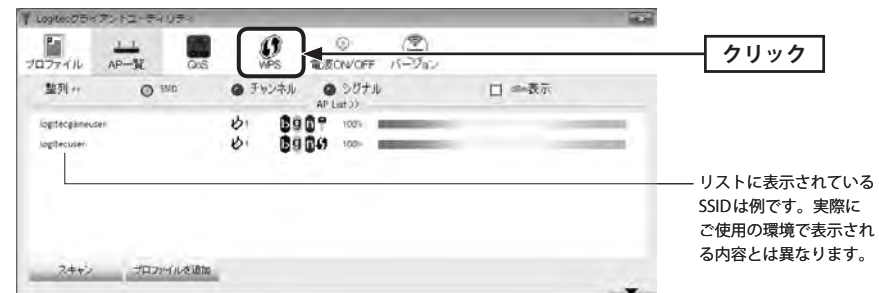 Logitecクライアントユーティリティ
プロファイル AP一覧 QoS WPS 電波ON/OFF バージョン
クリック
整列 >> SSID チャンネル シグナル dBm表示
AP List >>
logitecgameuser 1 b g n 100%
logitecuser 1 b g n 100%
リストに表示されている
SSIDは例です。実際に
ご使用の環境で表示され
る内容とは異なります。
スキャン プロファイルを追加